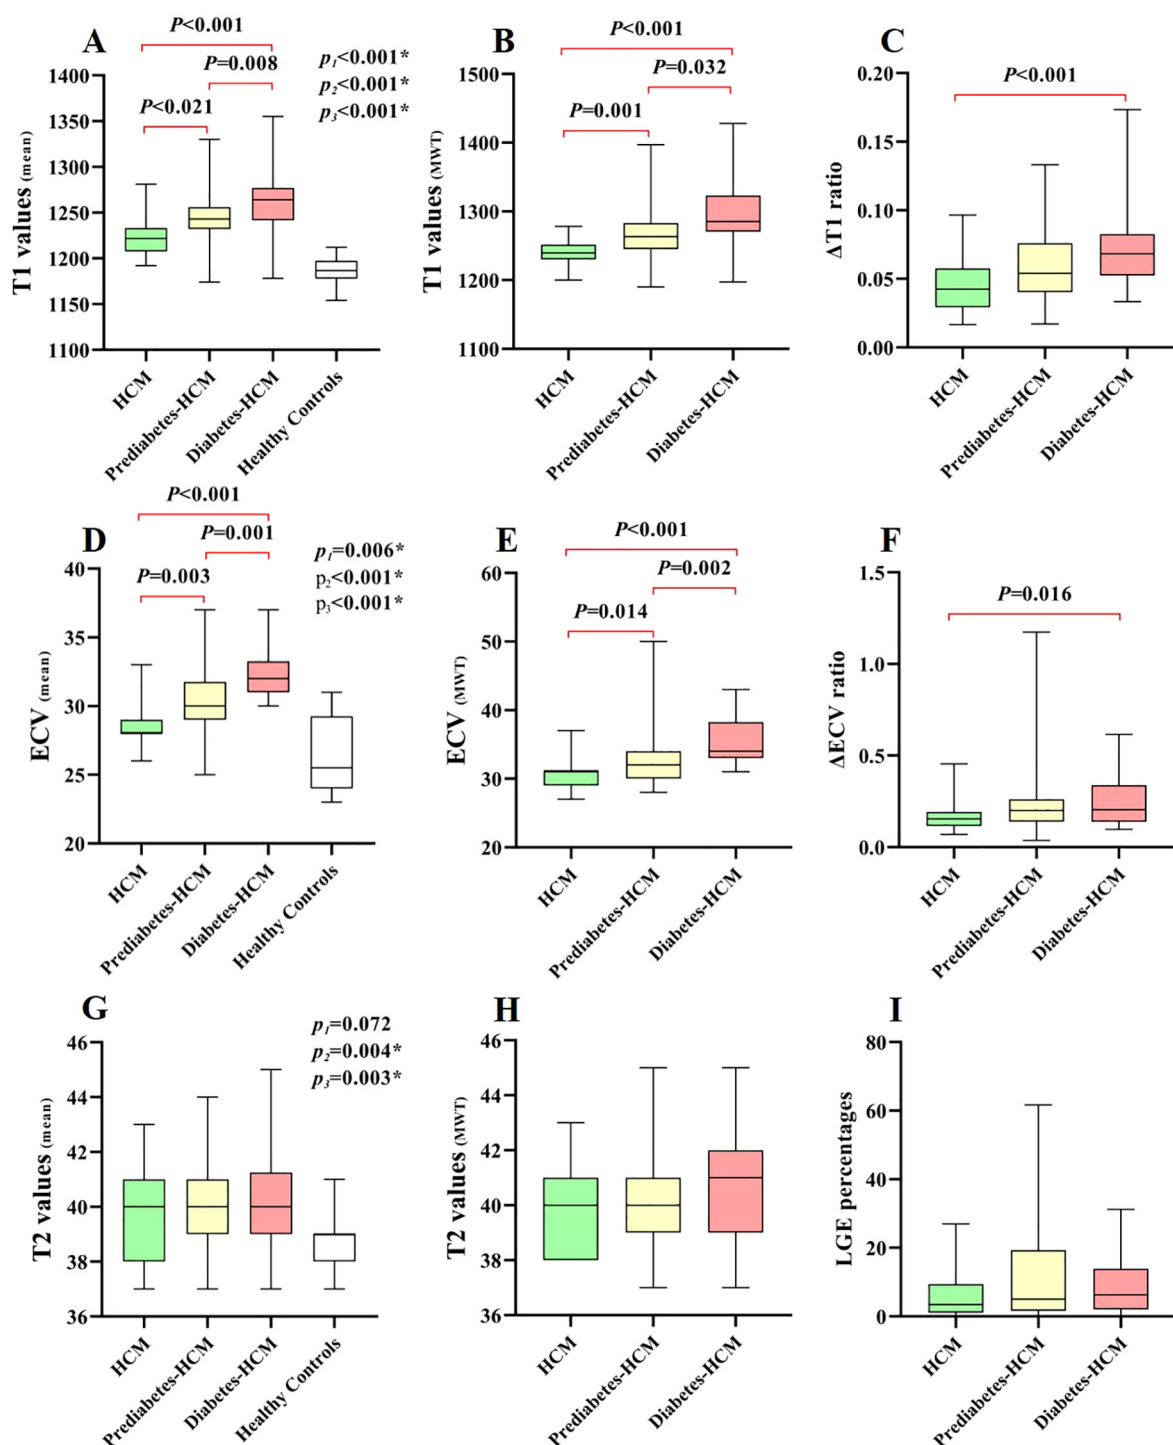 A
P<0.001
P=0.008
P<0.021
p1<0.001*
p2<0.001*
p3<0.001*
T1 values (mean)
1400
1350
1300
1250
1200
1150
1100
HCM
Prediabetes-HCM
Diabetes-HCM
Healthy Controls
B
P<0.001
P=0.032
P=0.001
T1 values (MWT)
1500
1400
1300
1200
1100
HCM
Prediabetes-HCM
Diabetes-HCM
C
P<0.001
ΔT1 ratio
0.20
0.15
0.10
0.05
0.00
HCM
Prediabetes-HCM
Diabetes-HCM
D
P<0.001
P=0.001
P=0.003
p1=0.006*
p2<0.001*
p3<0.001*
ECV (mean)
40
35
30
25
20
HCM
Prediabetes-HCM
Diabetes-HCM
Healthy Controls
E
P<0.001
P=0.002
P=0.014
ECV (MWT)
60
50
40
30
20
HCM
Prediabetes-HCM
Diabetes-HCM
F
P=0.016
ΔECV ratio
1.5
1.0
0.5
0.0
HCM
Prediabetes-HCM
Diabetes-HCM
G
p1=0.072
p2=0.004*
p3=0.003*
T2 values (mean)
46
44
42
40
38
36
HCM
Prediabetes-HCM
Diabetes-HCM
Healthy Controls
H
T2 values (MWT)
46
44
42
40
38
36
HCM
Prediabetes-HCM
Diabetes-HCM
I
LGE percentages
80
60
40
20
0
HCM
Prediabetes-HCM
Diabetes-HCM